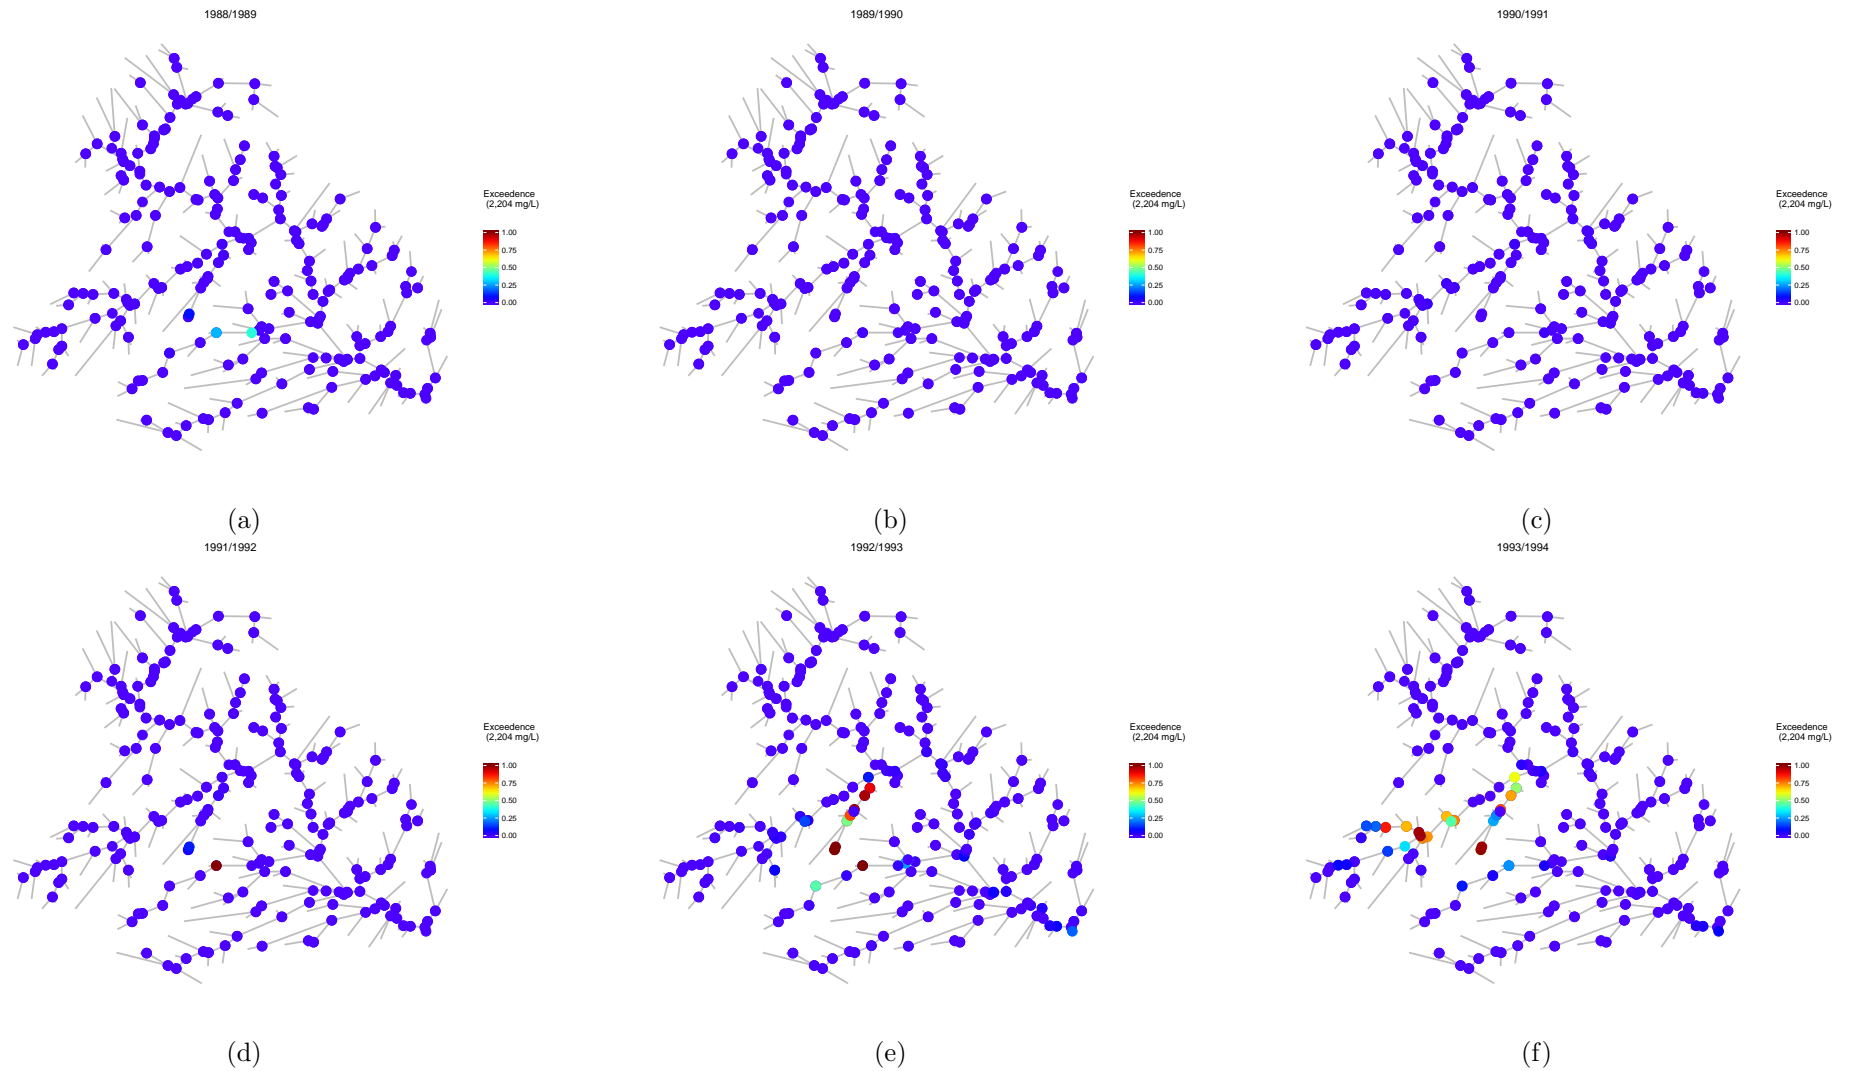 1988/1989
Exceedence
(2,204 mg/L)
1.00
0.75
0.50
0.25
0.00
(a)
1989/1990
Exceedence
(2,204 mg/L)
1.00
0.75
0.50
0.25
0.00
(b)
1990/1991
Exceedence
(2,204 mg/L)
1.00
0.75
0.50
0.25
0.00
(c)
1991/1992
Exceedence
(2,204 mg/L)
1.00
0.75
0.50
0.25
0.00
(d)
1992/1993
Exceedence
(2,204 mg/L)
1.00
0.75
0.50
0.25
0.00
(e)
1993/1994
Exceedence
(2,204 mg/L)
1.00
0.75
0.50
0.25
0.00
(f)